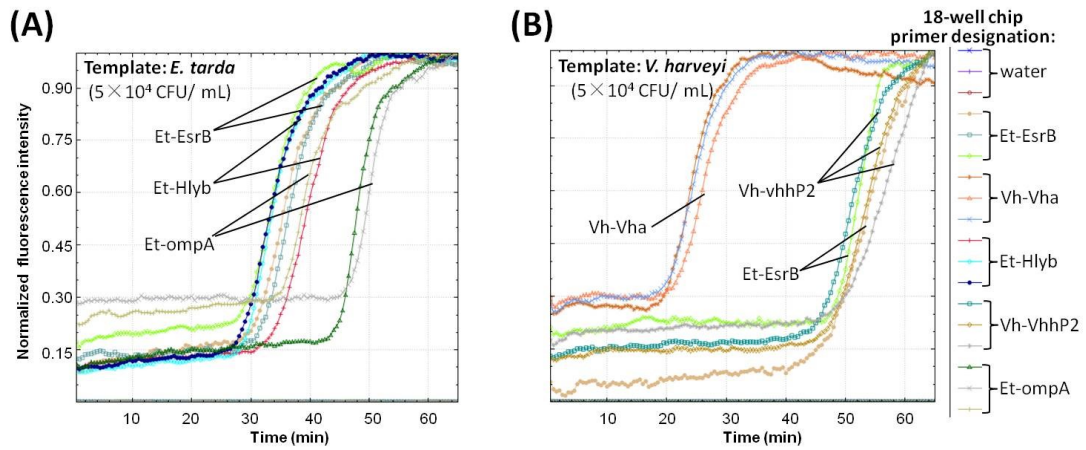 (A)
Template: E. tarda
(5×10⁴ CFU/ mL)
Et-EsrB
Et-Hlyb
Et-ompA
Normalized fluorescence intensity
0.90
0.75
0.60
0.45
0.30
0.15
10 20 30 40 50 60
Time (min)
(B)
Template: V. harveyi
(5×10⁴ CFU/ mL)
Vh-vhhP2
Vh-Vha
Et-EsrB
10 20 30 40 50 60
Time (min)
18-well chip
primer designation:
water
Et-EsrB
Vh-Vha
Et-Hlyb
Vh-VhhP2
Et-ompA